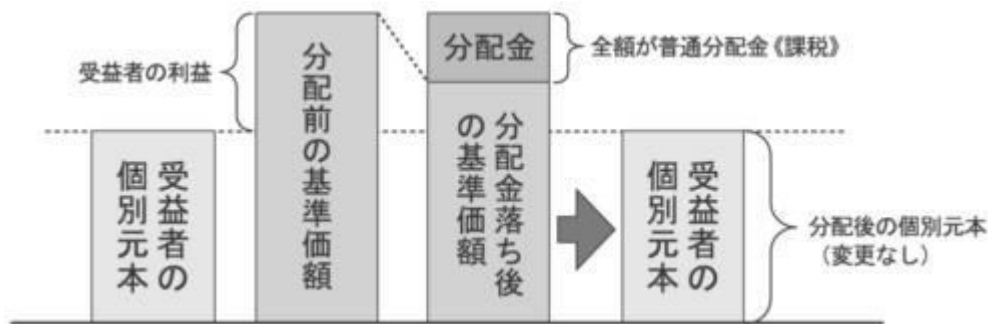 受益者の利益
受益者の
個別元本
分配前の基準価額
分配金
全額が普通分配金《課税》
分配金落ち後
の基準価額
受益者の
個別元本
分配後の個別元本
（変更なし）